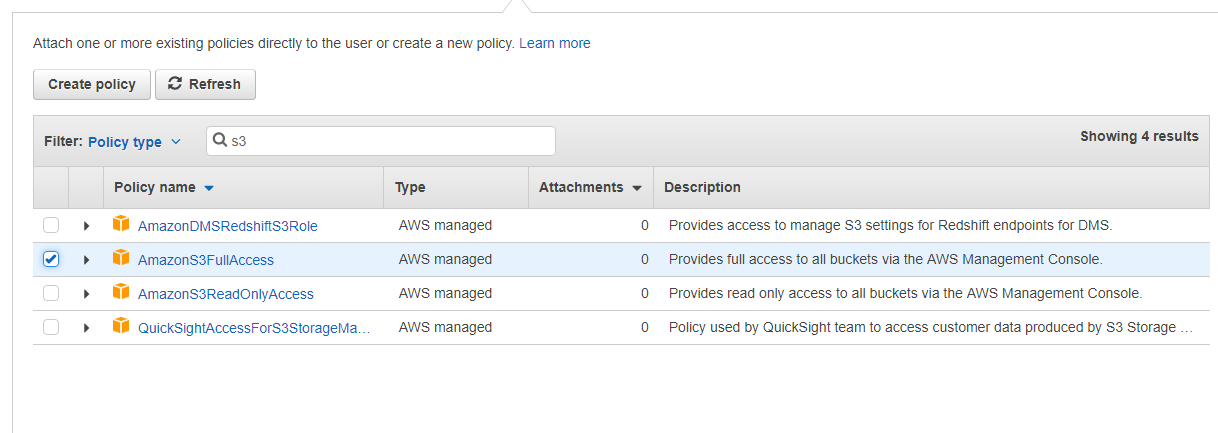 Attach one or more existing policies directly to the user or create a new policy. Learn more
Create policy Refresh
Filter: Policy type s3 Showing 4 results
Policy name Type Attachments Description
AmazonDMSRedshiftS3Role AWS managed 0 Provides access to manage S3 settings for Redshift endpoints for DMS.
AmazonS3FullAccess AWS managed 0 Provides full access to all buckets via the AWS Management Console.
AmazonS3ReadOnlyAccess AWS managed 0 Provides read only access to all buckets via the AWS Management Console.
QuickSightAccessForS3StorageMa... AWS managed 0 Policy used by QuickSight team to access customer data produced by S3 Storage ...